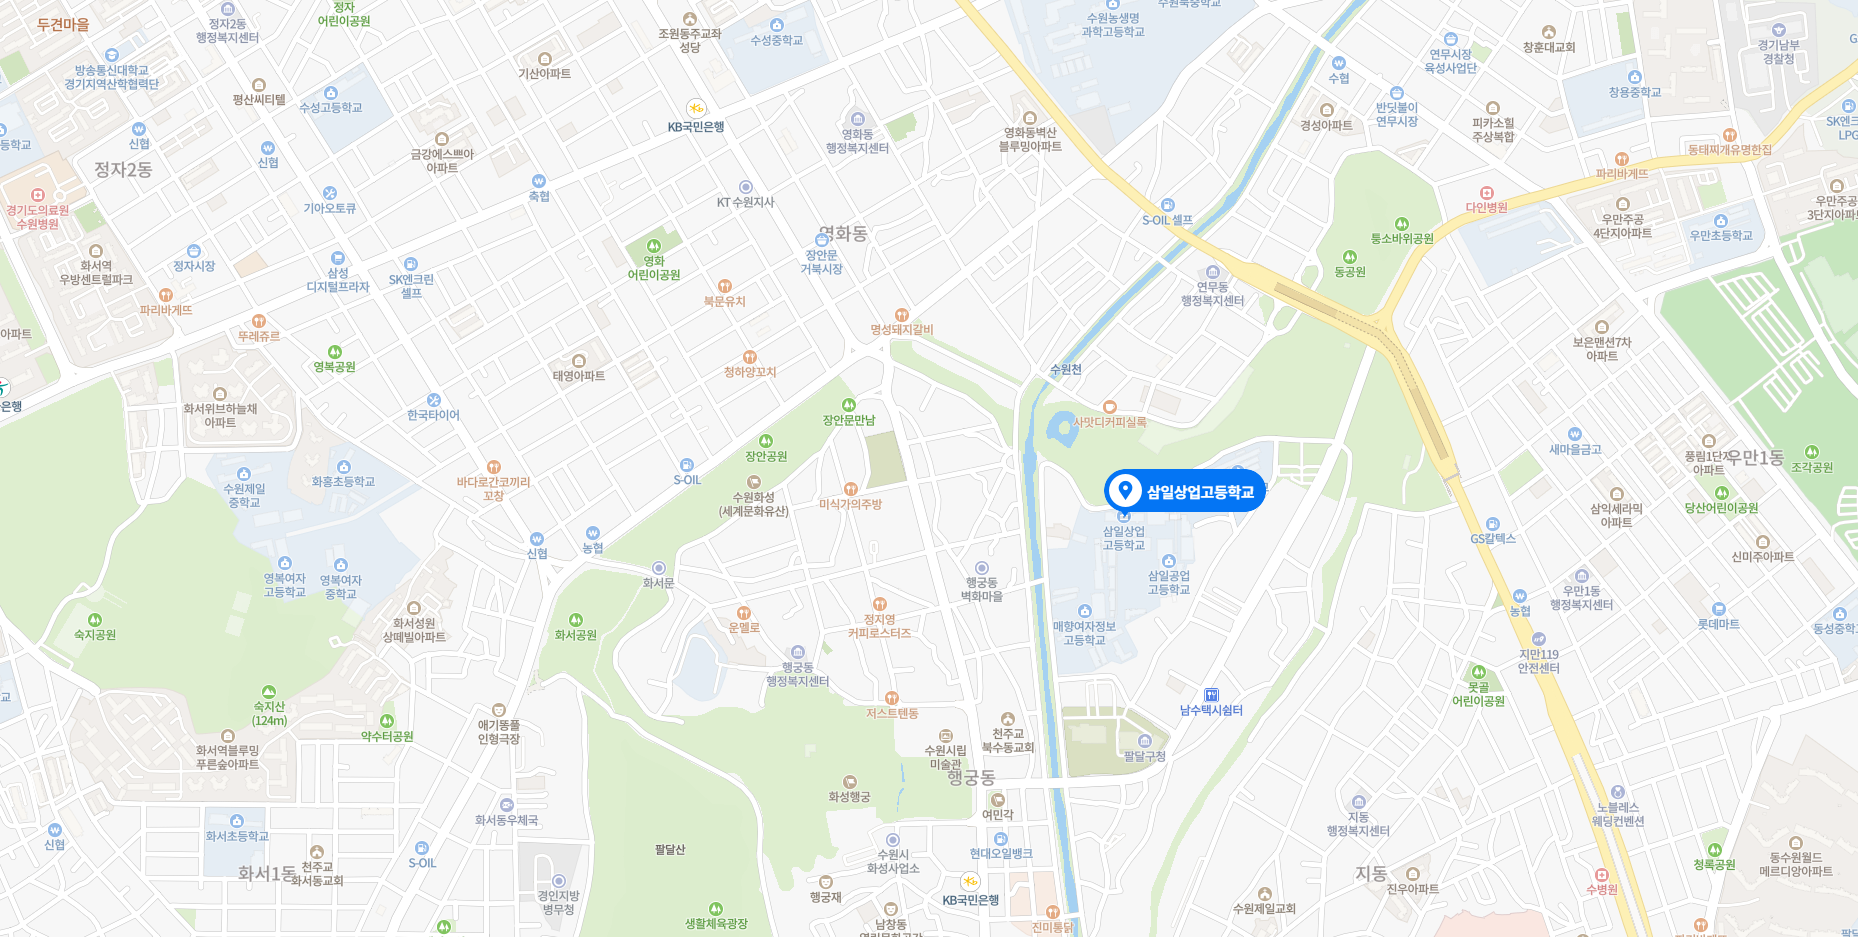 두견마을
정자2동
행정복지센터
정자
어린이공원
조원동주교좌
성당
수성중학교
수원농생명
과학고등학교
수원북중학교
연무시장
육성사업단
창훈대교회
경기남부
경찰청
방송통신대학교
경기지역산학협력단
평산씨티텔
수성고등학교
기산아파트
KB국민은행
영화동
행정복지센터
영화동벽산
블루밍아파트
수협
경성아파트
반딧불이
연무시장
피카소힐
주상복합
창용중학교
SK엔크
LPG
등학교
신협
정자2동
신협
금강에스쁘아
아파트
축협
KT 수원지사
동태찌개유명한집
파리바게뜨
경기도의료원
수원병원
기아오토큐
영화동
장안문
거북시장
S-OIL 셀프
다인병원
통소바위공원
동공원
우만주공
4단지아파트
우만초등학교
우만주공
3단지아파트
화서역
우방센트럴파크
정자시장
삼성
디지털프라자
SK엔크린
셀프
영화
어린이공원
북문유치
연무동
행정복지센터
파리바게뜨
뚜레쥬르
명성돼지갈비
아파트
영복공원
태영아파트
청하양꼬치
수원천
보은맨션7차
아파트
은행
화서위브하늘채
아파트
한국타이어
장안문만남
사맛디커피실록
새마을금고
풍림1단지
아파트
우만1동
조각공원
장안공원
수원제일
중학교
화홍초등학교
바다로간코끼리
꼬창
S-OIL
수원화성
(세계문화유산)
미식가의주방
삼일상업고등학교
삼일상업
고등학교
삼익세라믹
아파트
당산어린이공원
신협
농협
GS칼텍스
신미주아파트
영복여자
고등학교
영복여자
중학교
화서문
행궁동
벽화마을
삼일공업
고등학교
우만1동
행정복지센터
농협
롯데마트
동성중학교
숙지공원
화서성원
상떼빌아파트
화서공원
운멜로
정지영
커피로스터즈
매향여자정보
고등학교
지만119
안전센터
행궁동
행정복지센터
못골
어린이공원
교
숙지산
(124m)
약수터공원
애기똥풀
인형극장
저스트텐동
남수택시쉼터
화서역블루밍
푸른숲아파트
수원시립
미술관
천주교
북수동교회
팔달구청
행궁동
화성행궁
여민각
노블레스
웨딩컨벤션
화서초등학교
화서동우체국
지동
행정복지센터
신협
팔달산
수원시
화성사업소
현대오일뱅크
청록공원
동수원월드
메르디앙아파트
화서1동
천주교
화서동교회
S-OIL
경인지방
병무청
행궁재
KB국민은행
지동
진우아파트
수병원
생활체육광장
남창동
수원제일교회
진미통닭